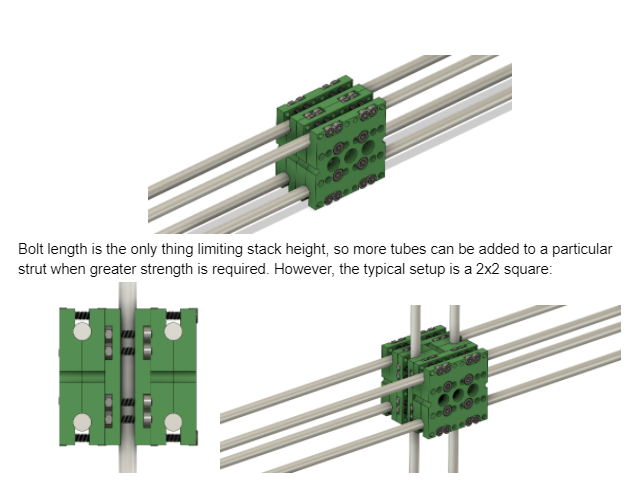 Bolt length is the only thing limiting stack height, so more tubes can be added to a particular
strut when greater strength is required. However, the typical setup is a 2x2 square: